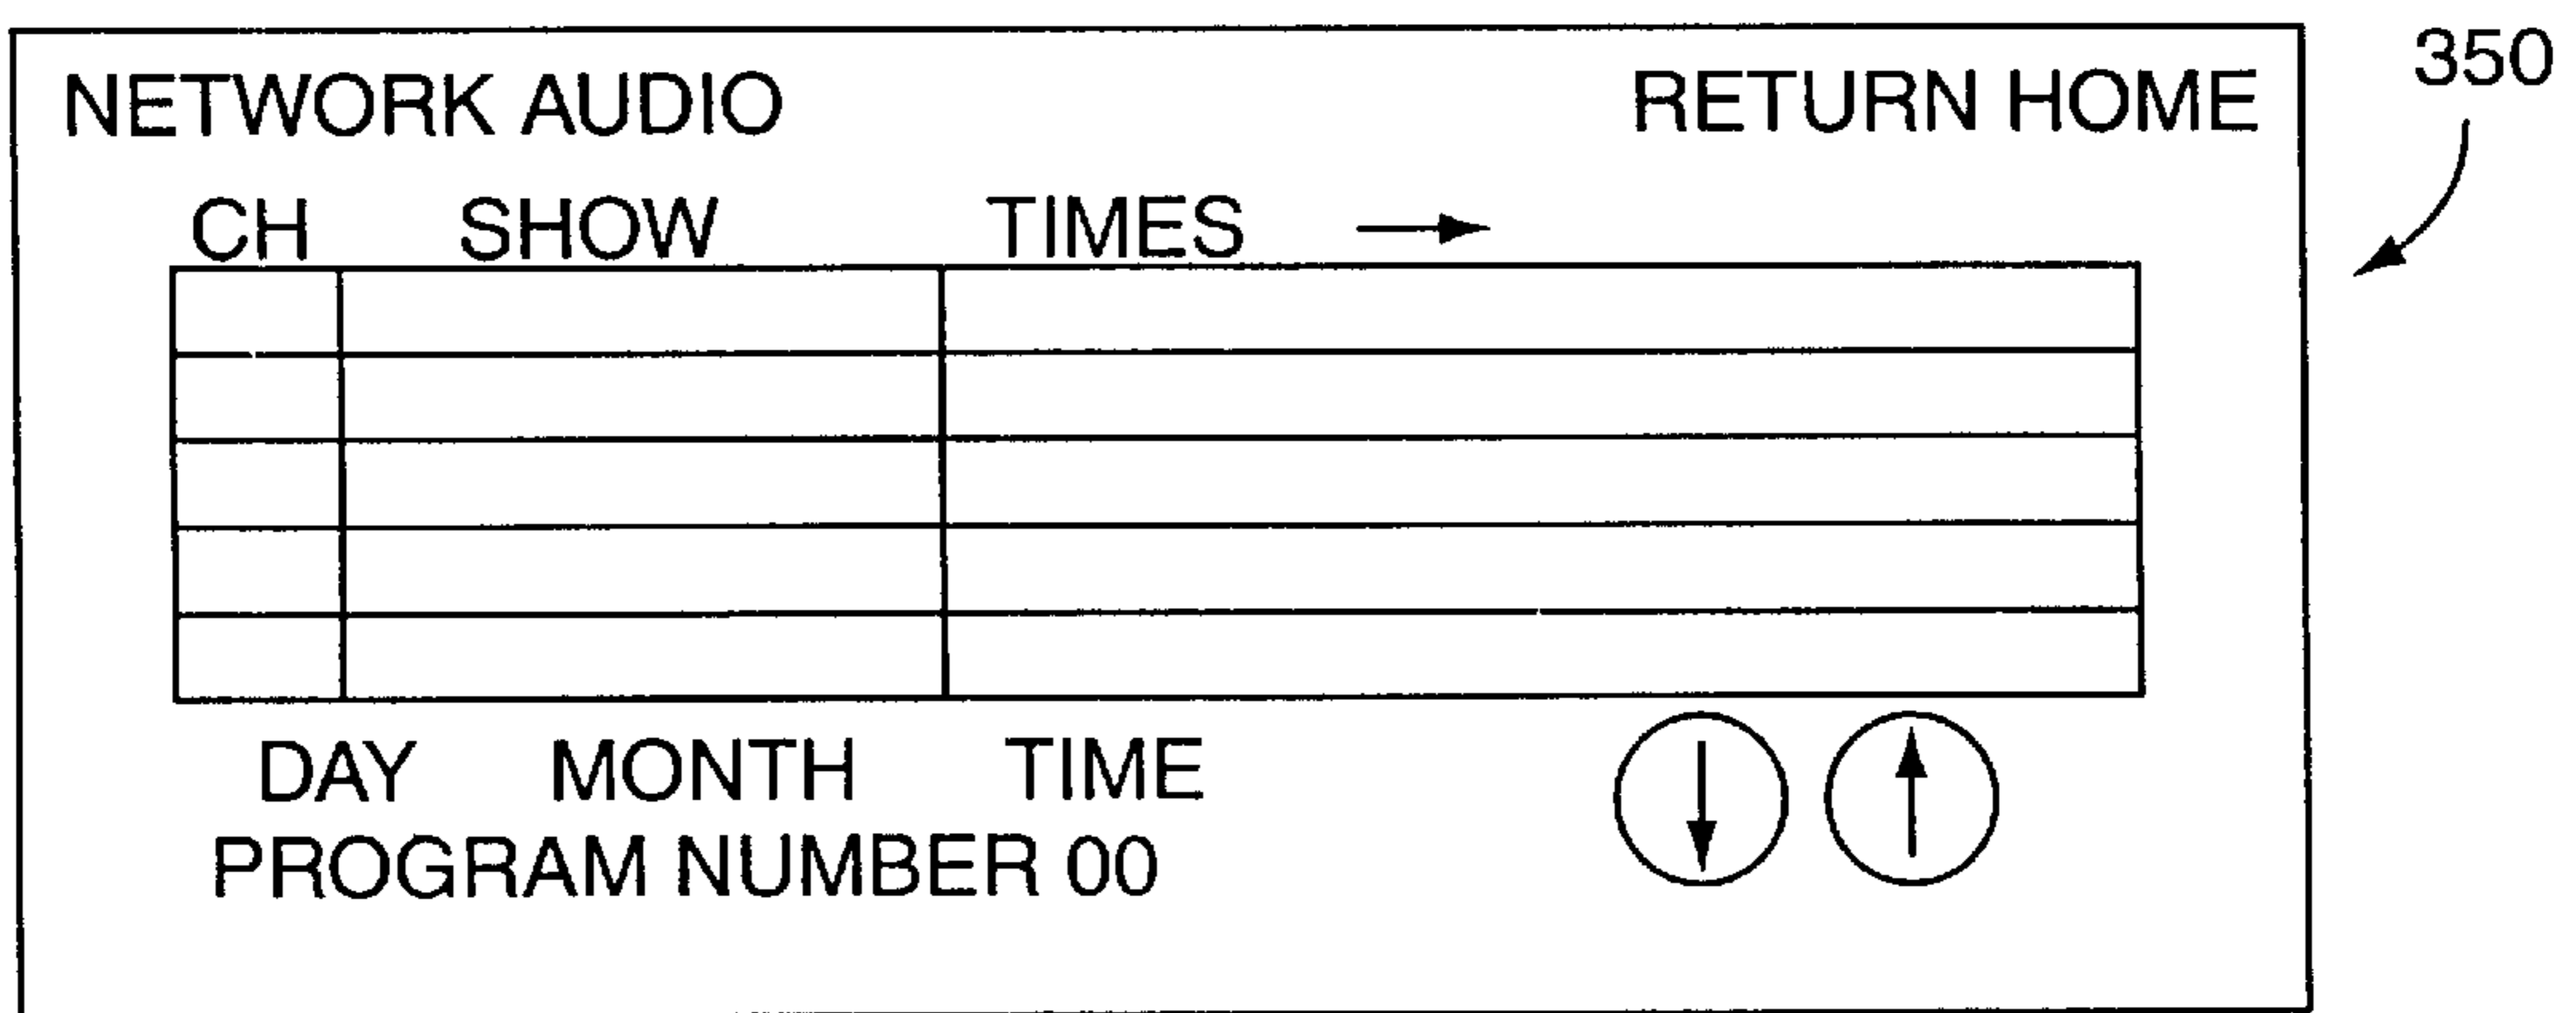 NETWORK AUDIO RETURN HOME 350
CH SHOW TIMES →
DAY MONTH TIME
PROGRAM NUMBER 00